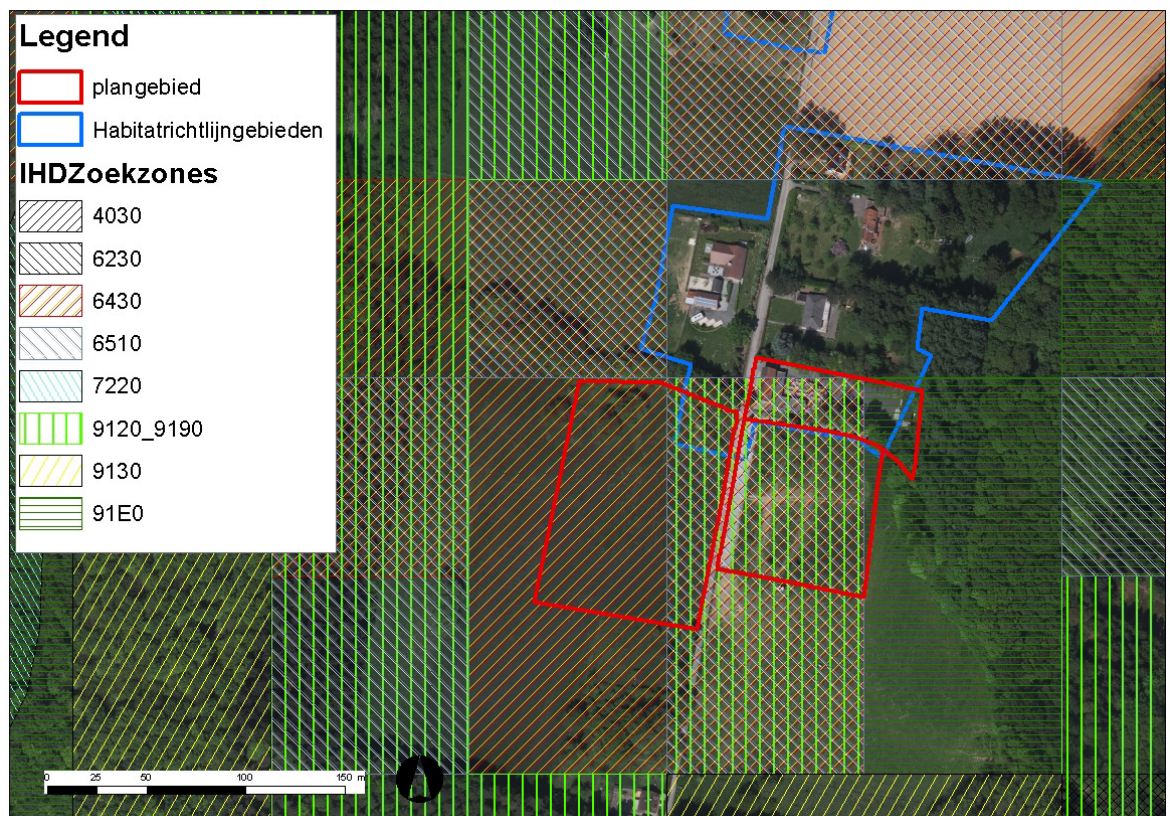 Legend
plangebied
Habitatrichtlijngebieden
IHDZoekzones
4030
6230
6430
6510
7220
9120_9190
9130
91E0
0 25 50 100 150 m